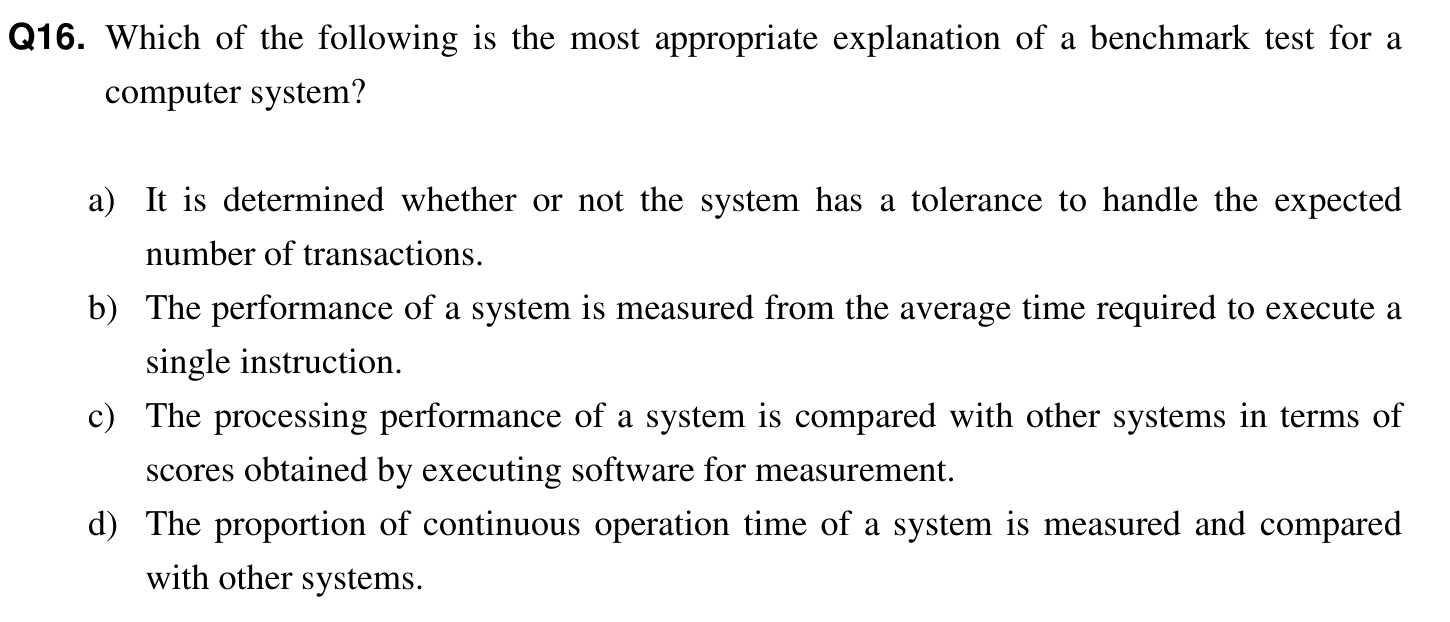 Q16. Which of the following is the most appropriate explanation of a benchmark test for a
computer system?
a) It is determined whether or not the system has a tolerance to handle the expected
number of transactions.
b) The performance of a system is measured from the average time required to execute a
single instruction.
c) The processing performance of a system is compared with other systems in terms of
scores obtained by executing software for measurement.
d) The proportion of continuous operation time of a system is measured and compared
with other systems.